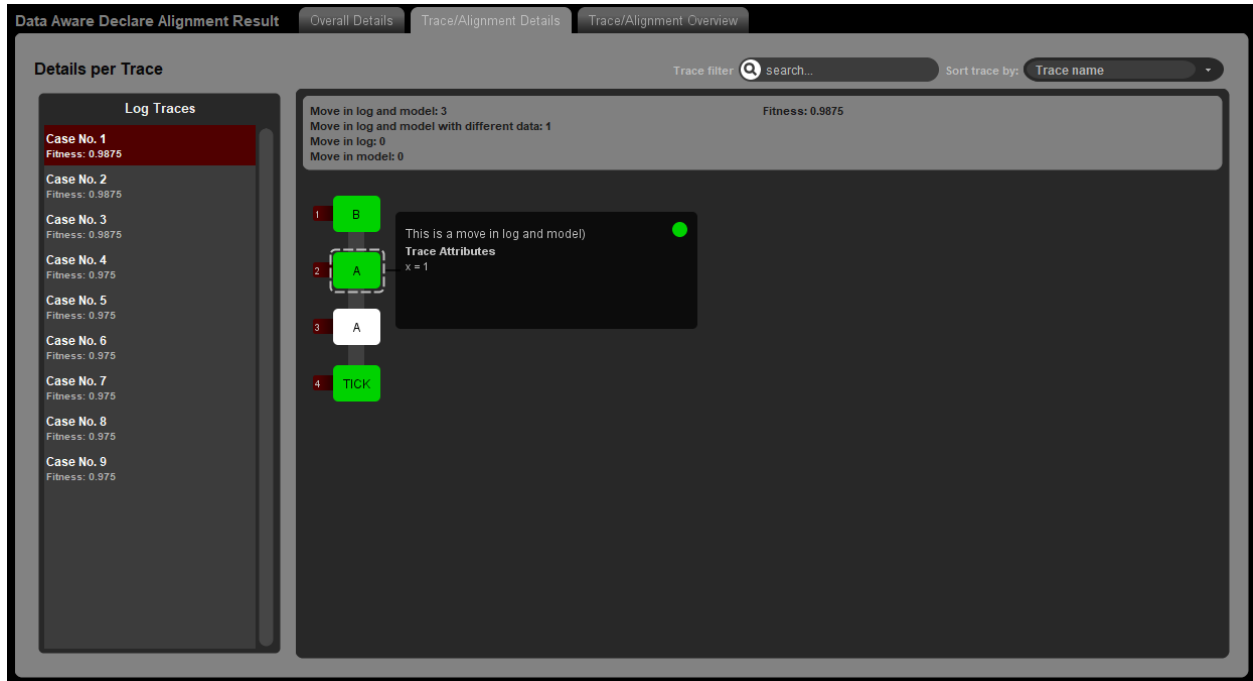 Data Aware Declare Alignment Result
Overall Details
Trace/Alignment Details
Trace/Alignment Overview
Details per Trace
Trace filter
search...
Sort trace by:
Trace name
Log Traces
Case No. 1
Fitness: 0.9875
Case No. 2
Fitness: 0.9875
Case No. 3
Fitness: 0.9875
Case No. 4
Fitness: 0.975
Case No. 5
Fitness: 0.975
Case No. 6
Fitness: 0.975
Case No. 7
Fitness: 0.975
Case No. 8
Fitness: 0.975
Case No. 9
Fitness: 0.975
Move in log and model: 3
Fitness: 0.9875
Move in log and model with different data: 1
Move in log: 0
Move in model: 0
1 B
2 A
3 A
4 TICK
This is a move in log and model)
Trace Attributes
x = 1